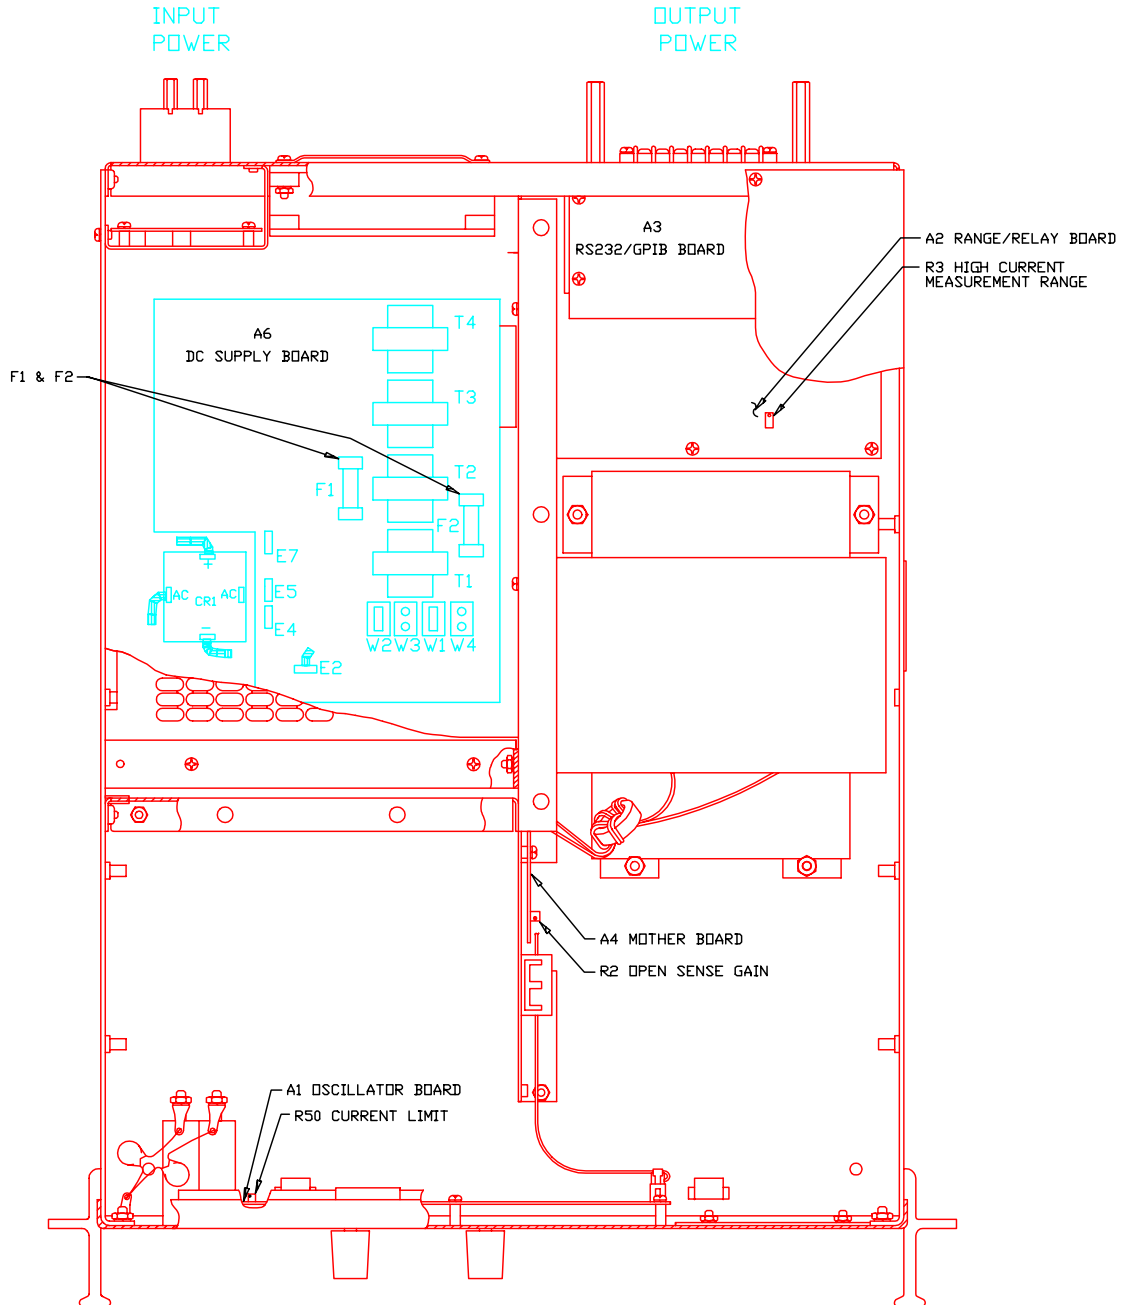 INPUT
POWER
OUTPUT
POWER
A3
RS232/GPIB BOARD
A2 RANGE/RELAY BOARD
R3 HIGH CURRENT
MEASUREMENT RANGE
A6
DC SUPPLY BOARD
T4
F1 & F2
T3
T2
F1
F2
E7
T1
AC
CR1
AC
+
-
E5
E4
W2
W3
W1
W4
E2
A4 MOTHER BOARD
R2 OPEN SENSE GAIN
A1 OSCILLATOR BOARD
R50 CURRENT LIMIT